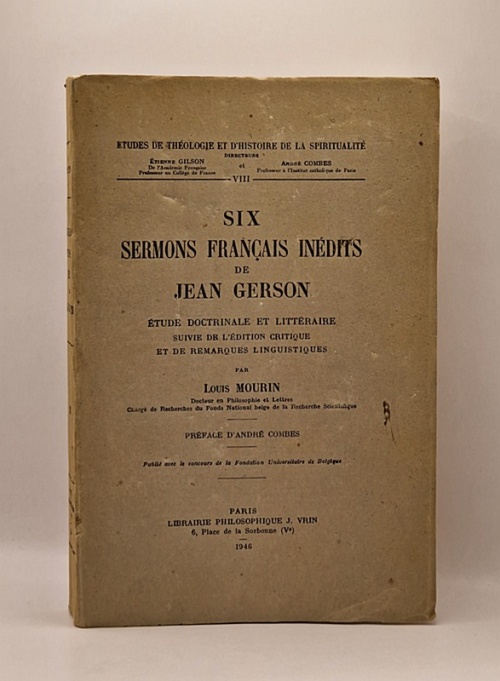 ETUDES DE THÉOLOGIE ET D'HISTOIRE DE LA SPIRITUALITÉ
DIRECTEURS
ÉTIENNE GILSON
De l'Académie Française
Professeur au Collège de France
et
ANDRÉ COMBES
Professeur à l'Institut catholique de Paris
VIII
SIX
SERMONS FRANÇAIS INÉDITS
DE
JEAN GERSON
ÉTUDE DOCTRINALE ET LITTÉRAIRE
SUIVIE DE L'ÉDITION CRITIQUE
ET DE REMARQUES LINGUISTIQUES
PAR
LOUIS MOURIN
Docteur en Philosophie et Lettres
Chargé de Recherches du Fonds National belge de la Recherche Scientifique
PRÉFACE D'ANDRÉ COMBES
Publié avec le concours de la Fondation Universitaire de Belgique
PARIS
LIBRAIRIE PHILOSOPHIQUE J. VRIN
6, Place de la Sorbonne (Vᵉ)
1946